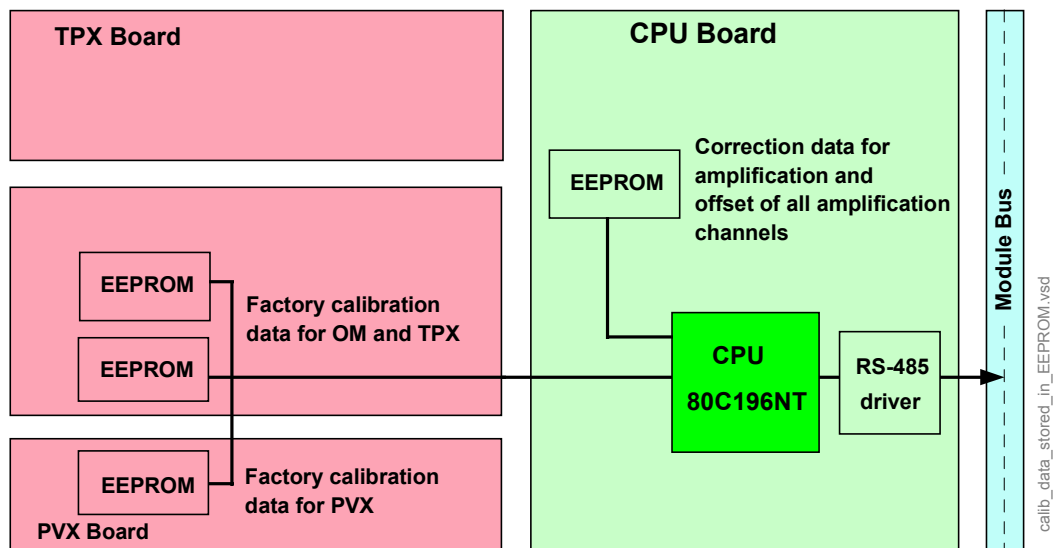 TPX Board
CPU Board
EEPROM
Correction data for
amplification and
offset of all amplification
channels
EEPROM
Factory calibration
data for OM and TPX
EEPROM
CPU
80C196NT
RS-485
driver
Module Bus
EEPROM
Factory calibration
data for PVX
PVX Board
calib_data_stored_in_EEPROM.vsd